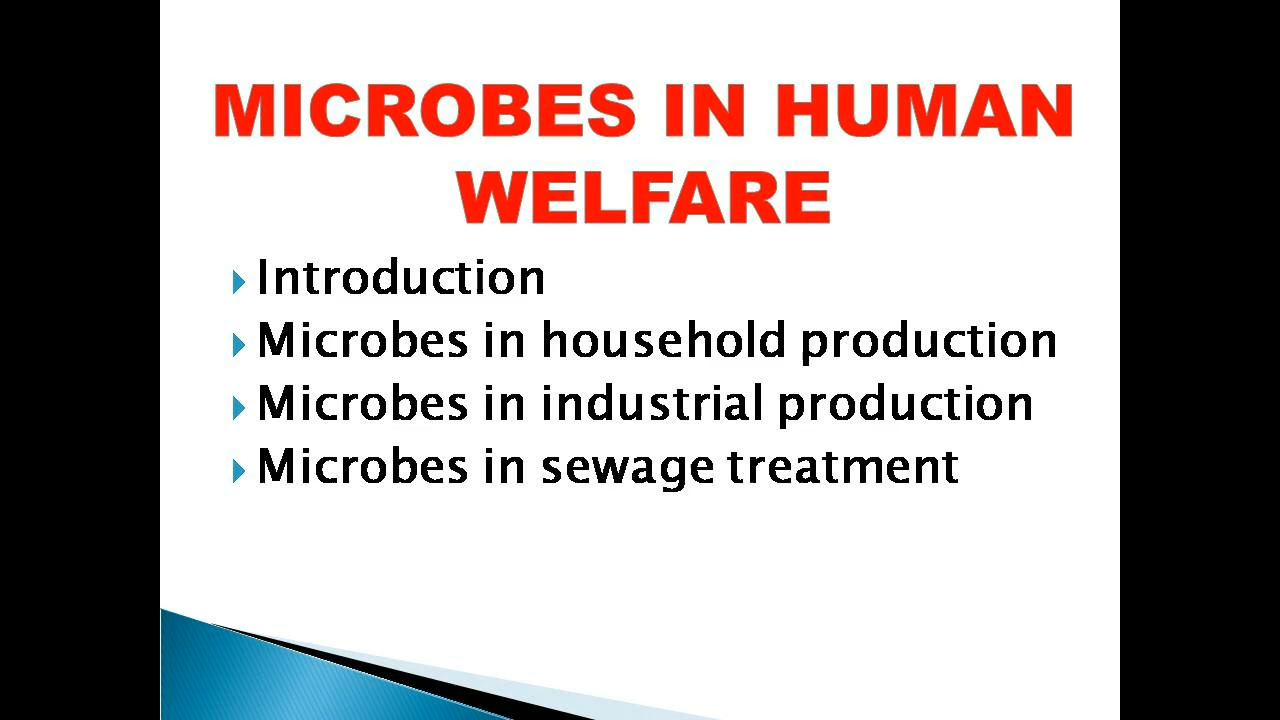 MICROBES IN HUMAN
WELFARE
Introduction
Microbes in household production
Microbes in industrial production
Microbes in sewage treatment